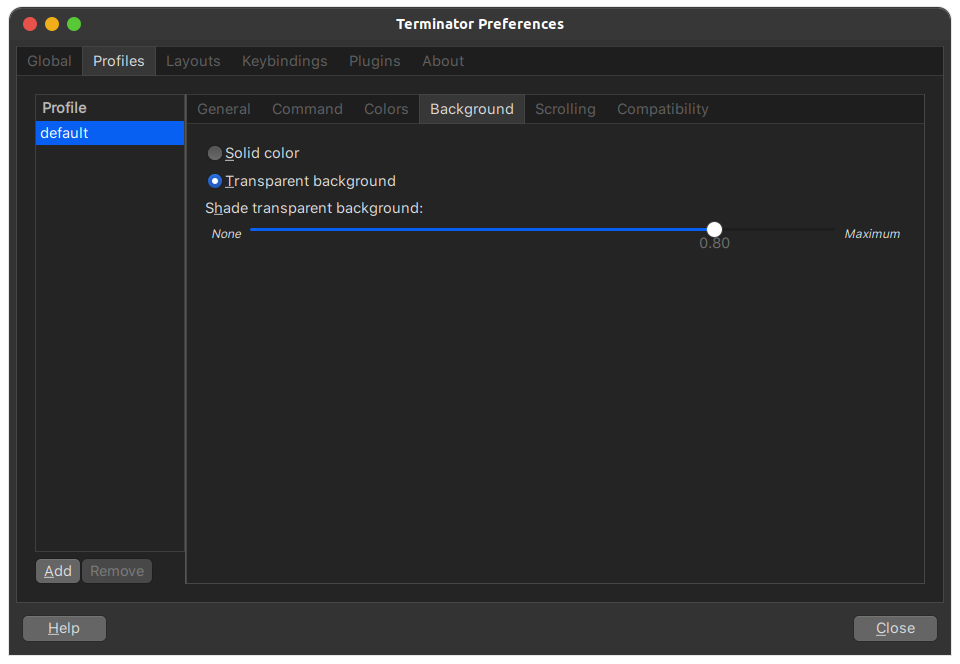 Terminator Preferences
Global Profiles Layouts Keybindings Plugins About
Profile
default
General Command Colors Background Scrolling Compatibility
Solid color
Transparent background
Shade transparent background:
None 0.80 Maximum
Add Remove
Help Close